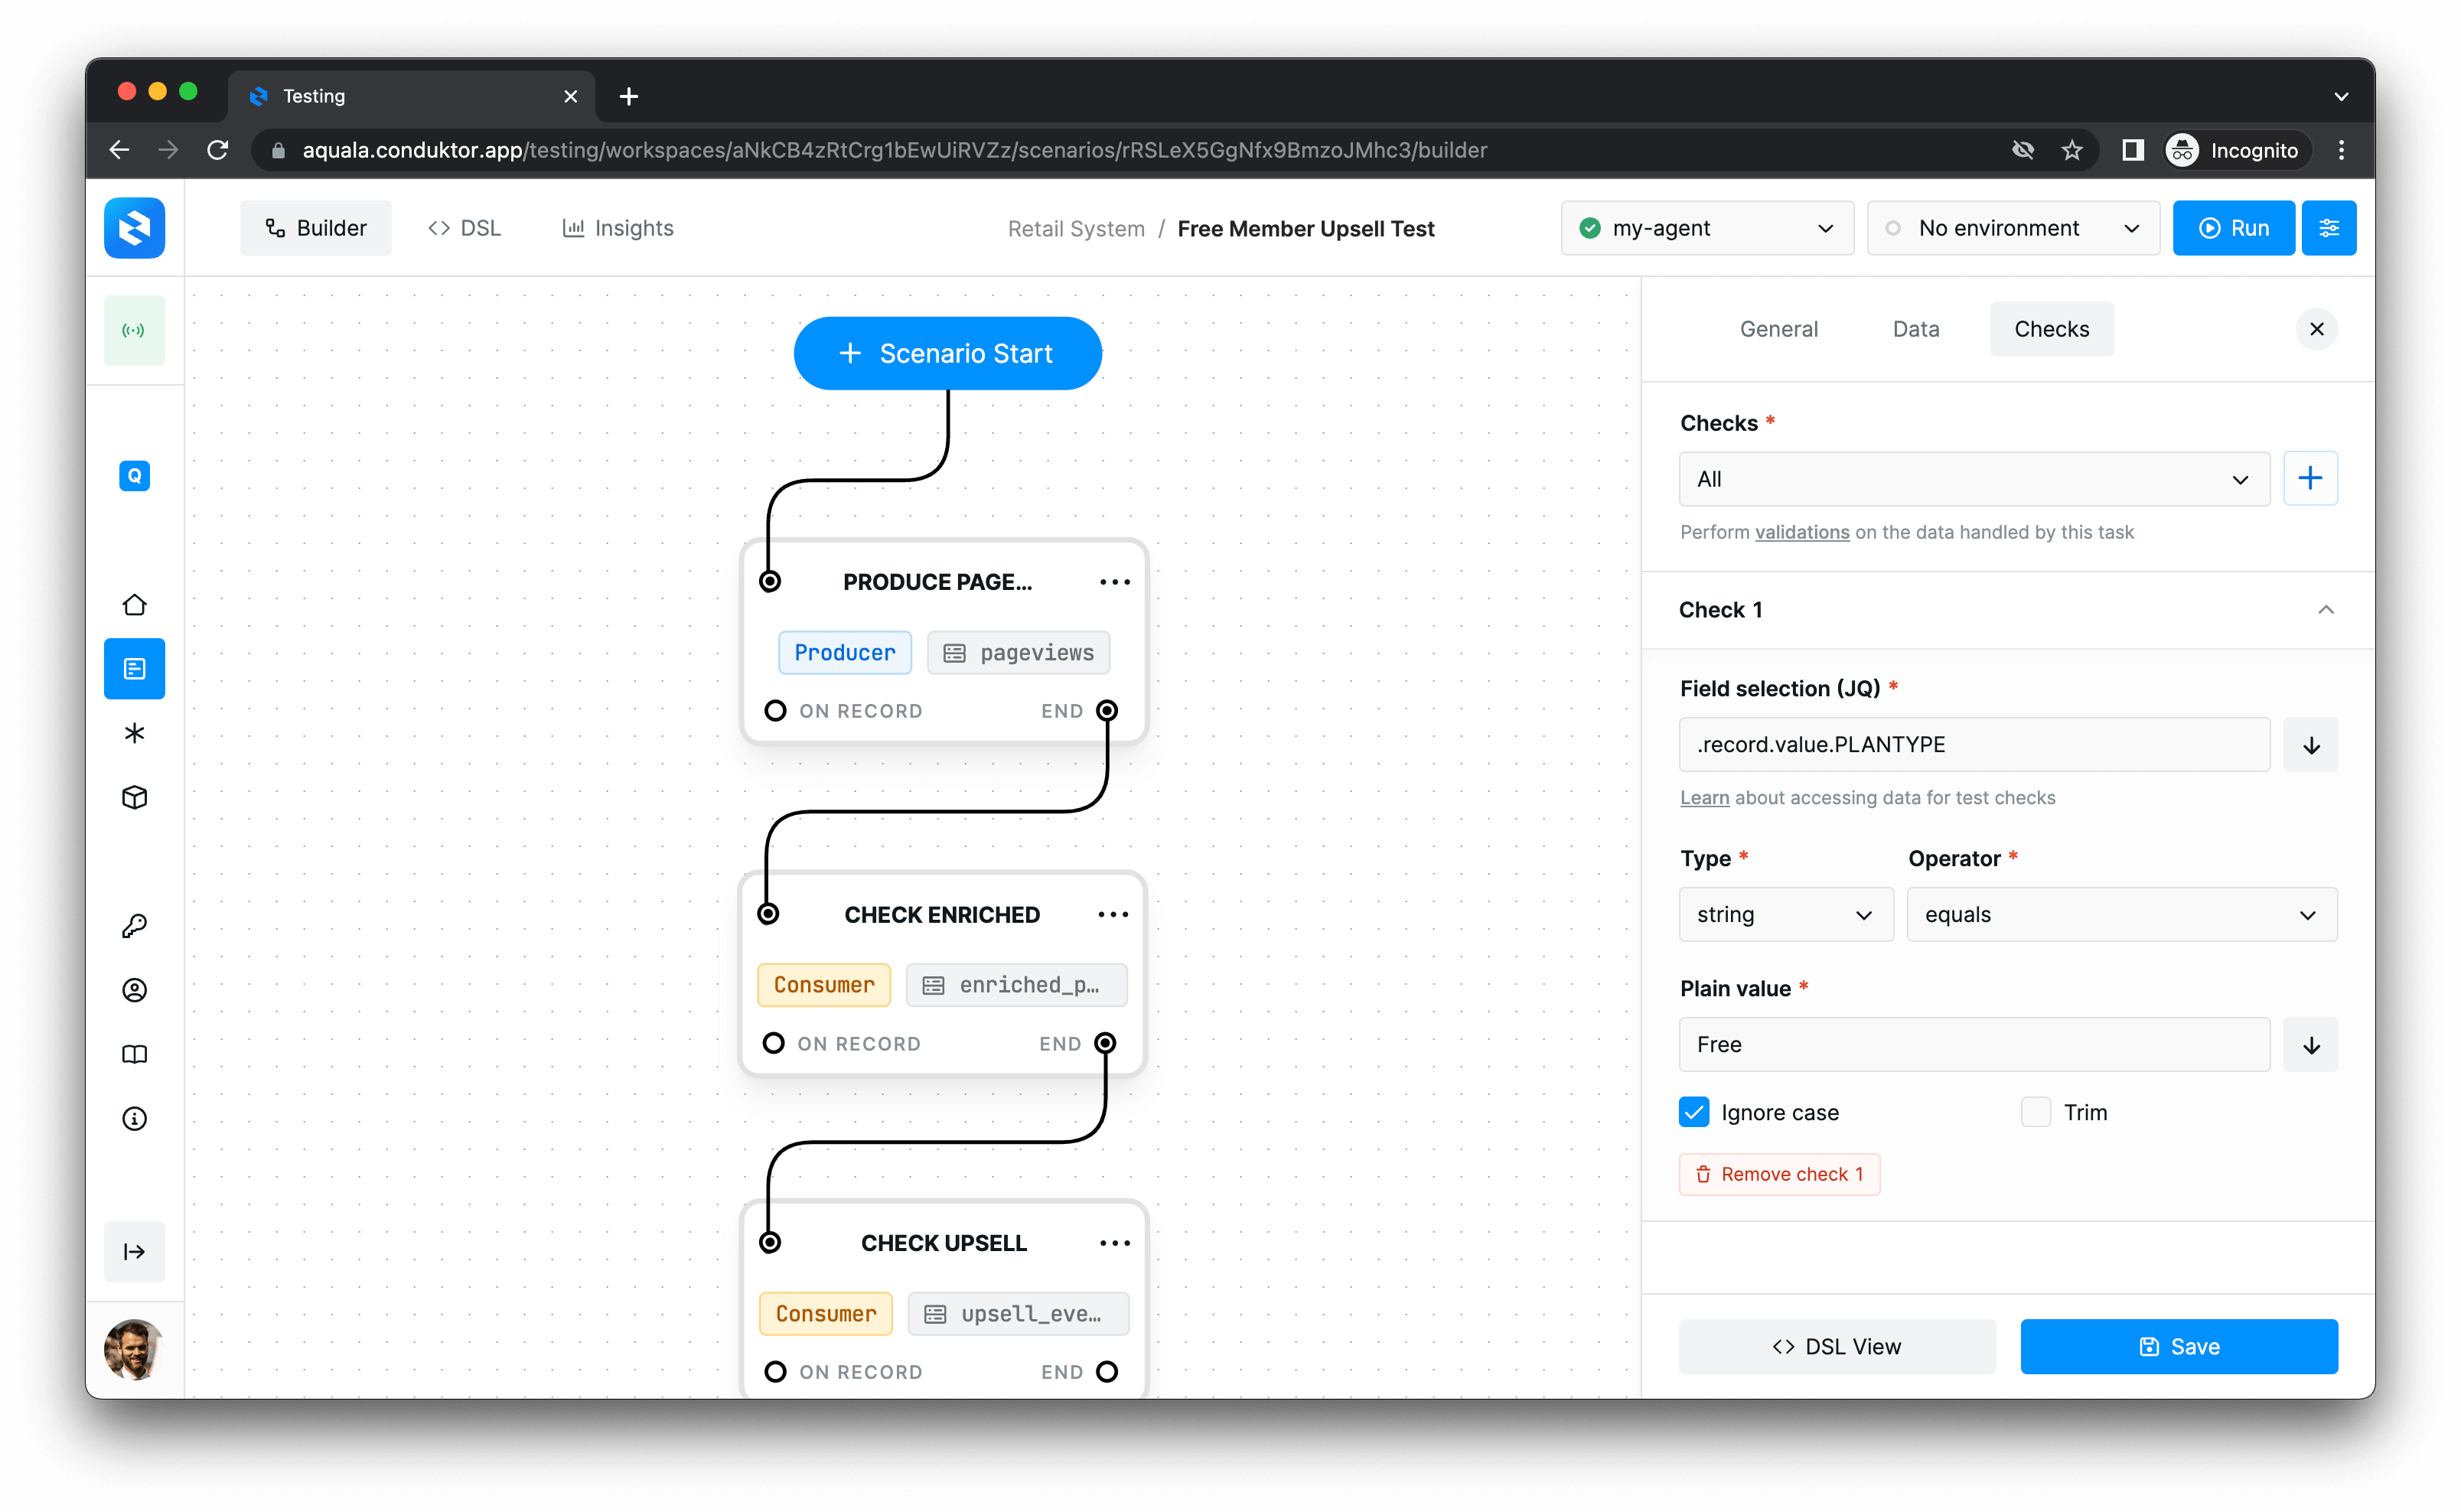 Testing
aquala.conduktor.app/testing/workspaces/aNkCB4zRtCrg1bEwUiRVZz/scenarios/rRSLeX5GgNfx9BmzoJMhc3/builder
Incognito
Builder
DSL
Insights
Retail System / Free Member Upsell Test
my-agent
No environment
Run
Q
+ Scenario Start
PRODUCE PAGE...
Producer
pageviews
ON RECORD
END
CHECK ENRICHED
Consumer
enriched_p...
ON RECORD
END
CHECK UPSELL
Consumer
upsell_eve...
ON RECORD
END
General
Data
Checks
Checks *
All
Perform validations on the data handled by this task
Check 1
Field selection (JQ) *
.record.value.PLANTYPE
Learn about accessing data for test checks
Type *
Operator *
string
equals
Plain value *
Free
Ignore case
Trim
Remove check 1
<> DSL View
Save